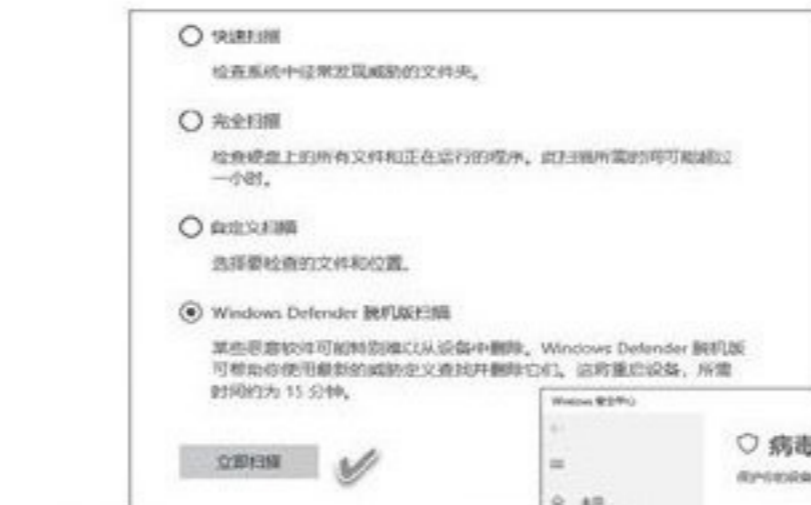 快速扫描
检查系统中经常发现威胁的文件夹。
完全扫描
检查硬盘上的所有文件和正在运行的程序。此扫描所需时间可能超过
一小时。
自定义扫描
选择要检查的文件和位置。
Windows Defender 脱机版扫描
某些恶意软件可能特别难以从设备中删除。Windows Defender 脱机版
可帮助你使用最新的威胁定义查找并删除它们。这将重启设备，所需
时间约为 15 分钟。
立即扫描
Windows 安全中心
病毒
保护你的设备
主页